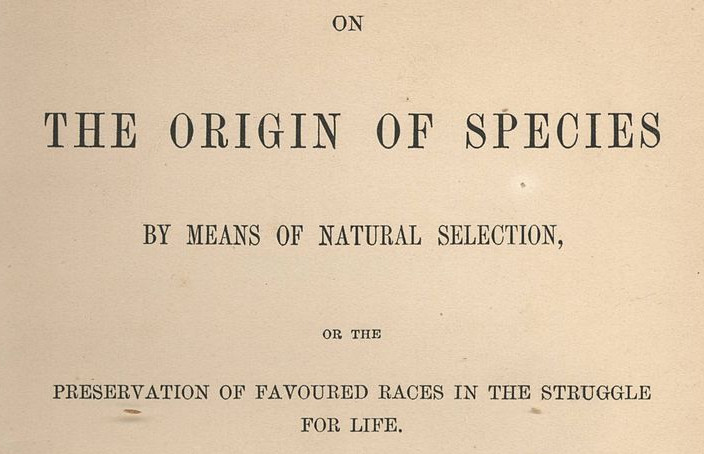 ON
THE ORIGIN OF SPECIES
BY MEANS OF NATURAL SELECTION,
OR THE
PRESERVATION OF FAVOURED RACES IN THE STRUGGLE
FOR LIFE.